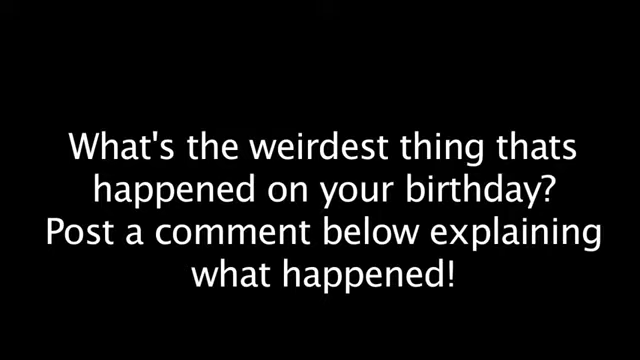 What's the weirdest thing thats
happened on your birthday?
Post a comment below explaining
what happened!